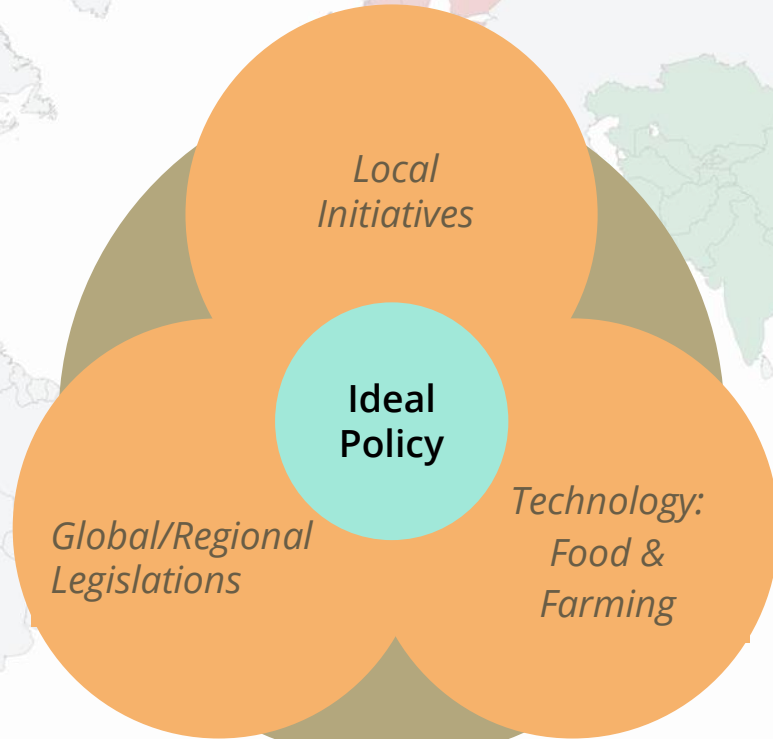 Local
Initiatives
Ideal
Policy
Global/Regional
Legislations
Technology:
Food &
Farming